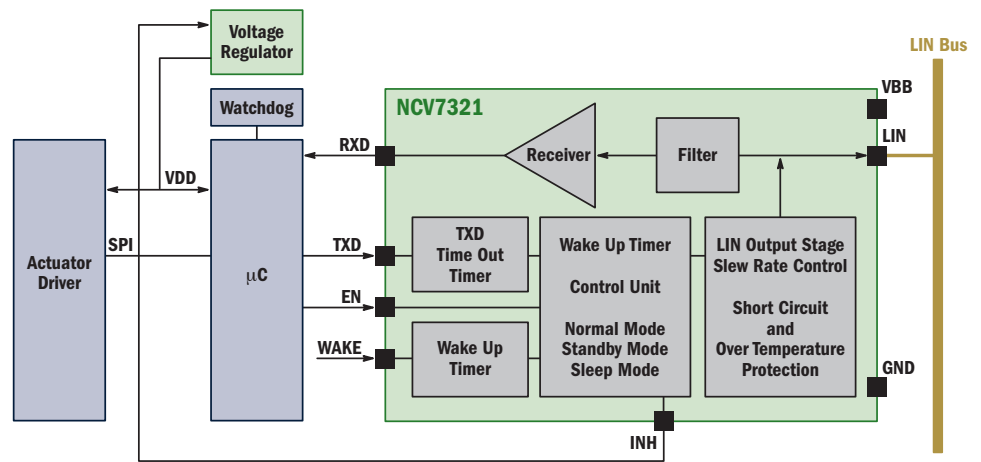 Voltage
Regulator
LIN Bus
Watchdog
NCV7321
VBB
LIN
RXD
Receiver
Filter
VDD
SPI
TXD
TXD
Time Out
Timer
Wake Up Timer
Control Unit
Normal Mode
Standby Mode
Sleep Mode
LIN Output Stage
Slew Rate Control
Short Circuit
and
Over Temperature
Protection
Actuator
Driver
μC
EN
WAKE
Wake Up
Timer
GND
INH